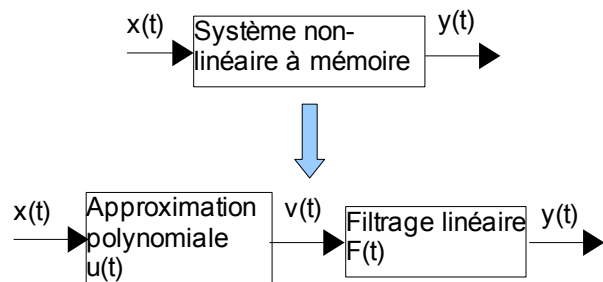 x(t)
Système non-
linéaire à mémoire
y(t)
x(t)
Approximation
polynomiale
u(t)
v(t)
Filtrage linéaire
F(t)
y(t)